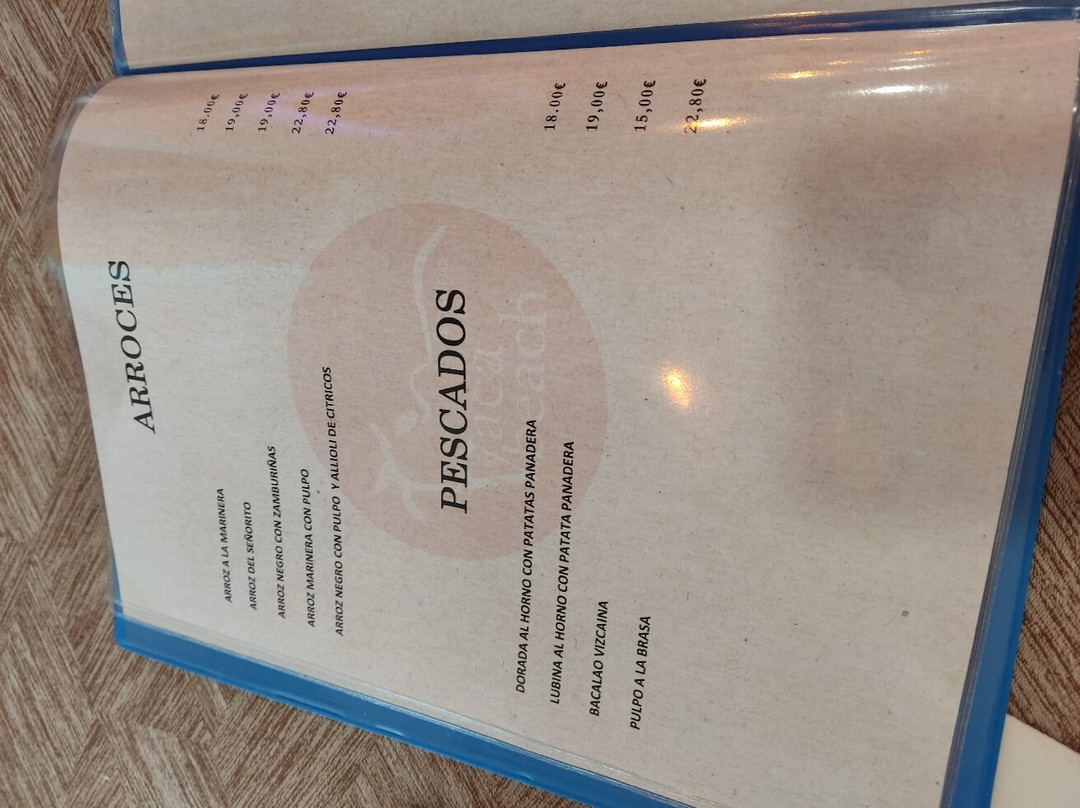 ARROCES
ARROZ A LA MARINERA 18.00€
ARROZ DEL SEÑORITO 19,00€
ARROZ NEGRO CON ZAMBURIÑAS 19,00€
ARROZ MARINERA CON PULPO 22,80€
ARROZ NEGRO CON PULPO Y ALLIOLI DE CITRICOS 22,80€
PESCADOS
DORADA AL HORNO CON PATATAS PANADERA 18.00€
LUBINA AL HORNO CON PATATA PANADERA 19,00€
BACALAO VIZCAINA 15,00€
PULPO A LA BRASA 22,80€